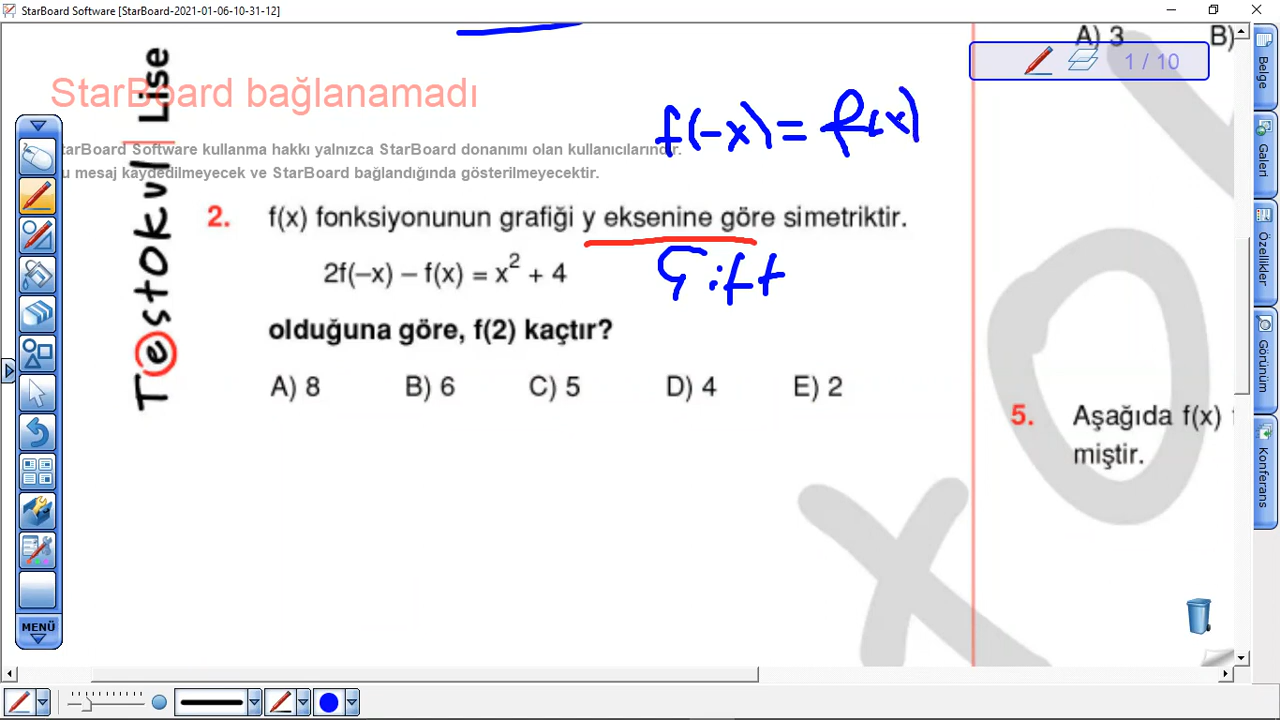 StarBoard Software [StarBoard-2021-01-06-10-31-12]
A) 3 B)
1 / 10
StarBoard bağlanamadı
f(-x) = f(x)
StarBoard Software kullanma hakkı yalnızca StarBoard donanımı olan kullanıcılarındır.
u mesaj kaydedilmeyecek ve StarBoard bağlandığında gösterilmeyecektir.
Testokul | Lise
2. f(x) fonksiyonunun grafiği y eksenine göre simetriktir.
Çift
2f(–x) – f(x) = x² + 4
olduğuna göre, f(2) kaçtır?
A) 8 B) 6 C) 5 D) 4 E) 2
5. Aşağıda f(x)
miştir.
MENÜ
Belge
Galeri
Özellikler
Görünüm
Konferans